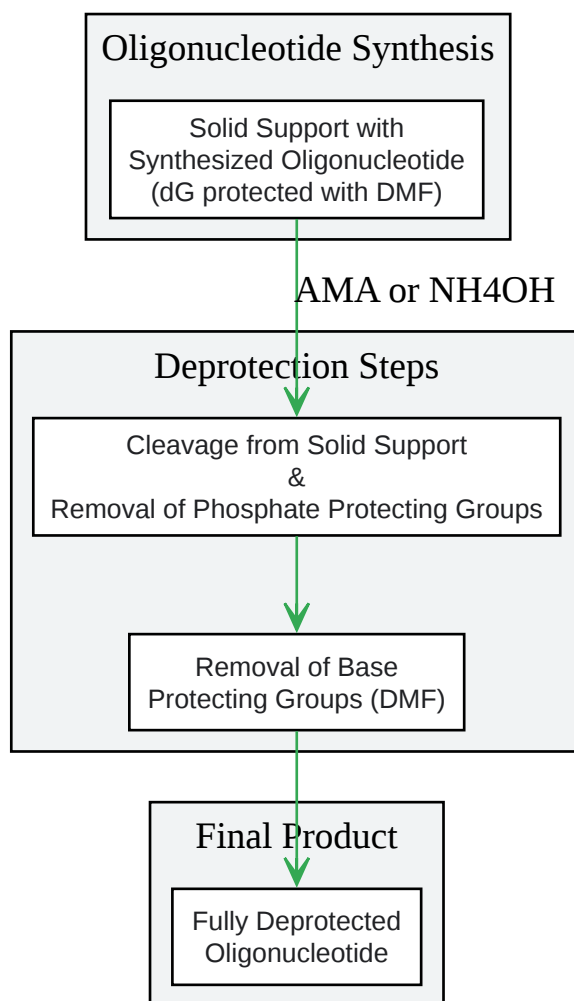 Oligonucleotide Synthesis
Solid Support with
Synthesized Oligonucleotide
(dG protected with DMF)
AMA or NH4OH
Deprotection Steps
Cleavage from Solid Support
&
Removal of Phosphate Protecting Groups
Removal of Base
Protecting Groups (DMF)
Final Product
Fully Deprotected
Oligonucleotide